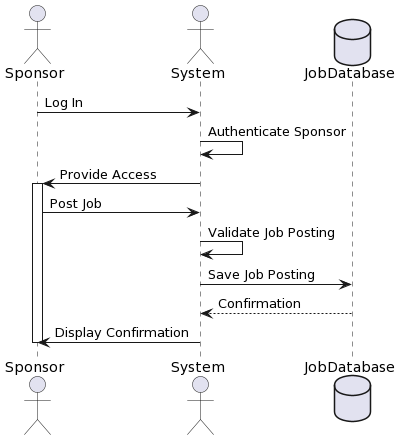 Sponsor System JobDatabase
Log In
Authenticate Sponsor
Provide Access
Post Job
Validate Job Posting
Save Job Posting
Confirmation
Display Confirmation
Sponsor System JobDatabase